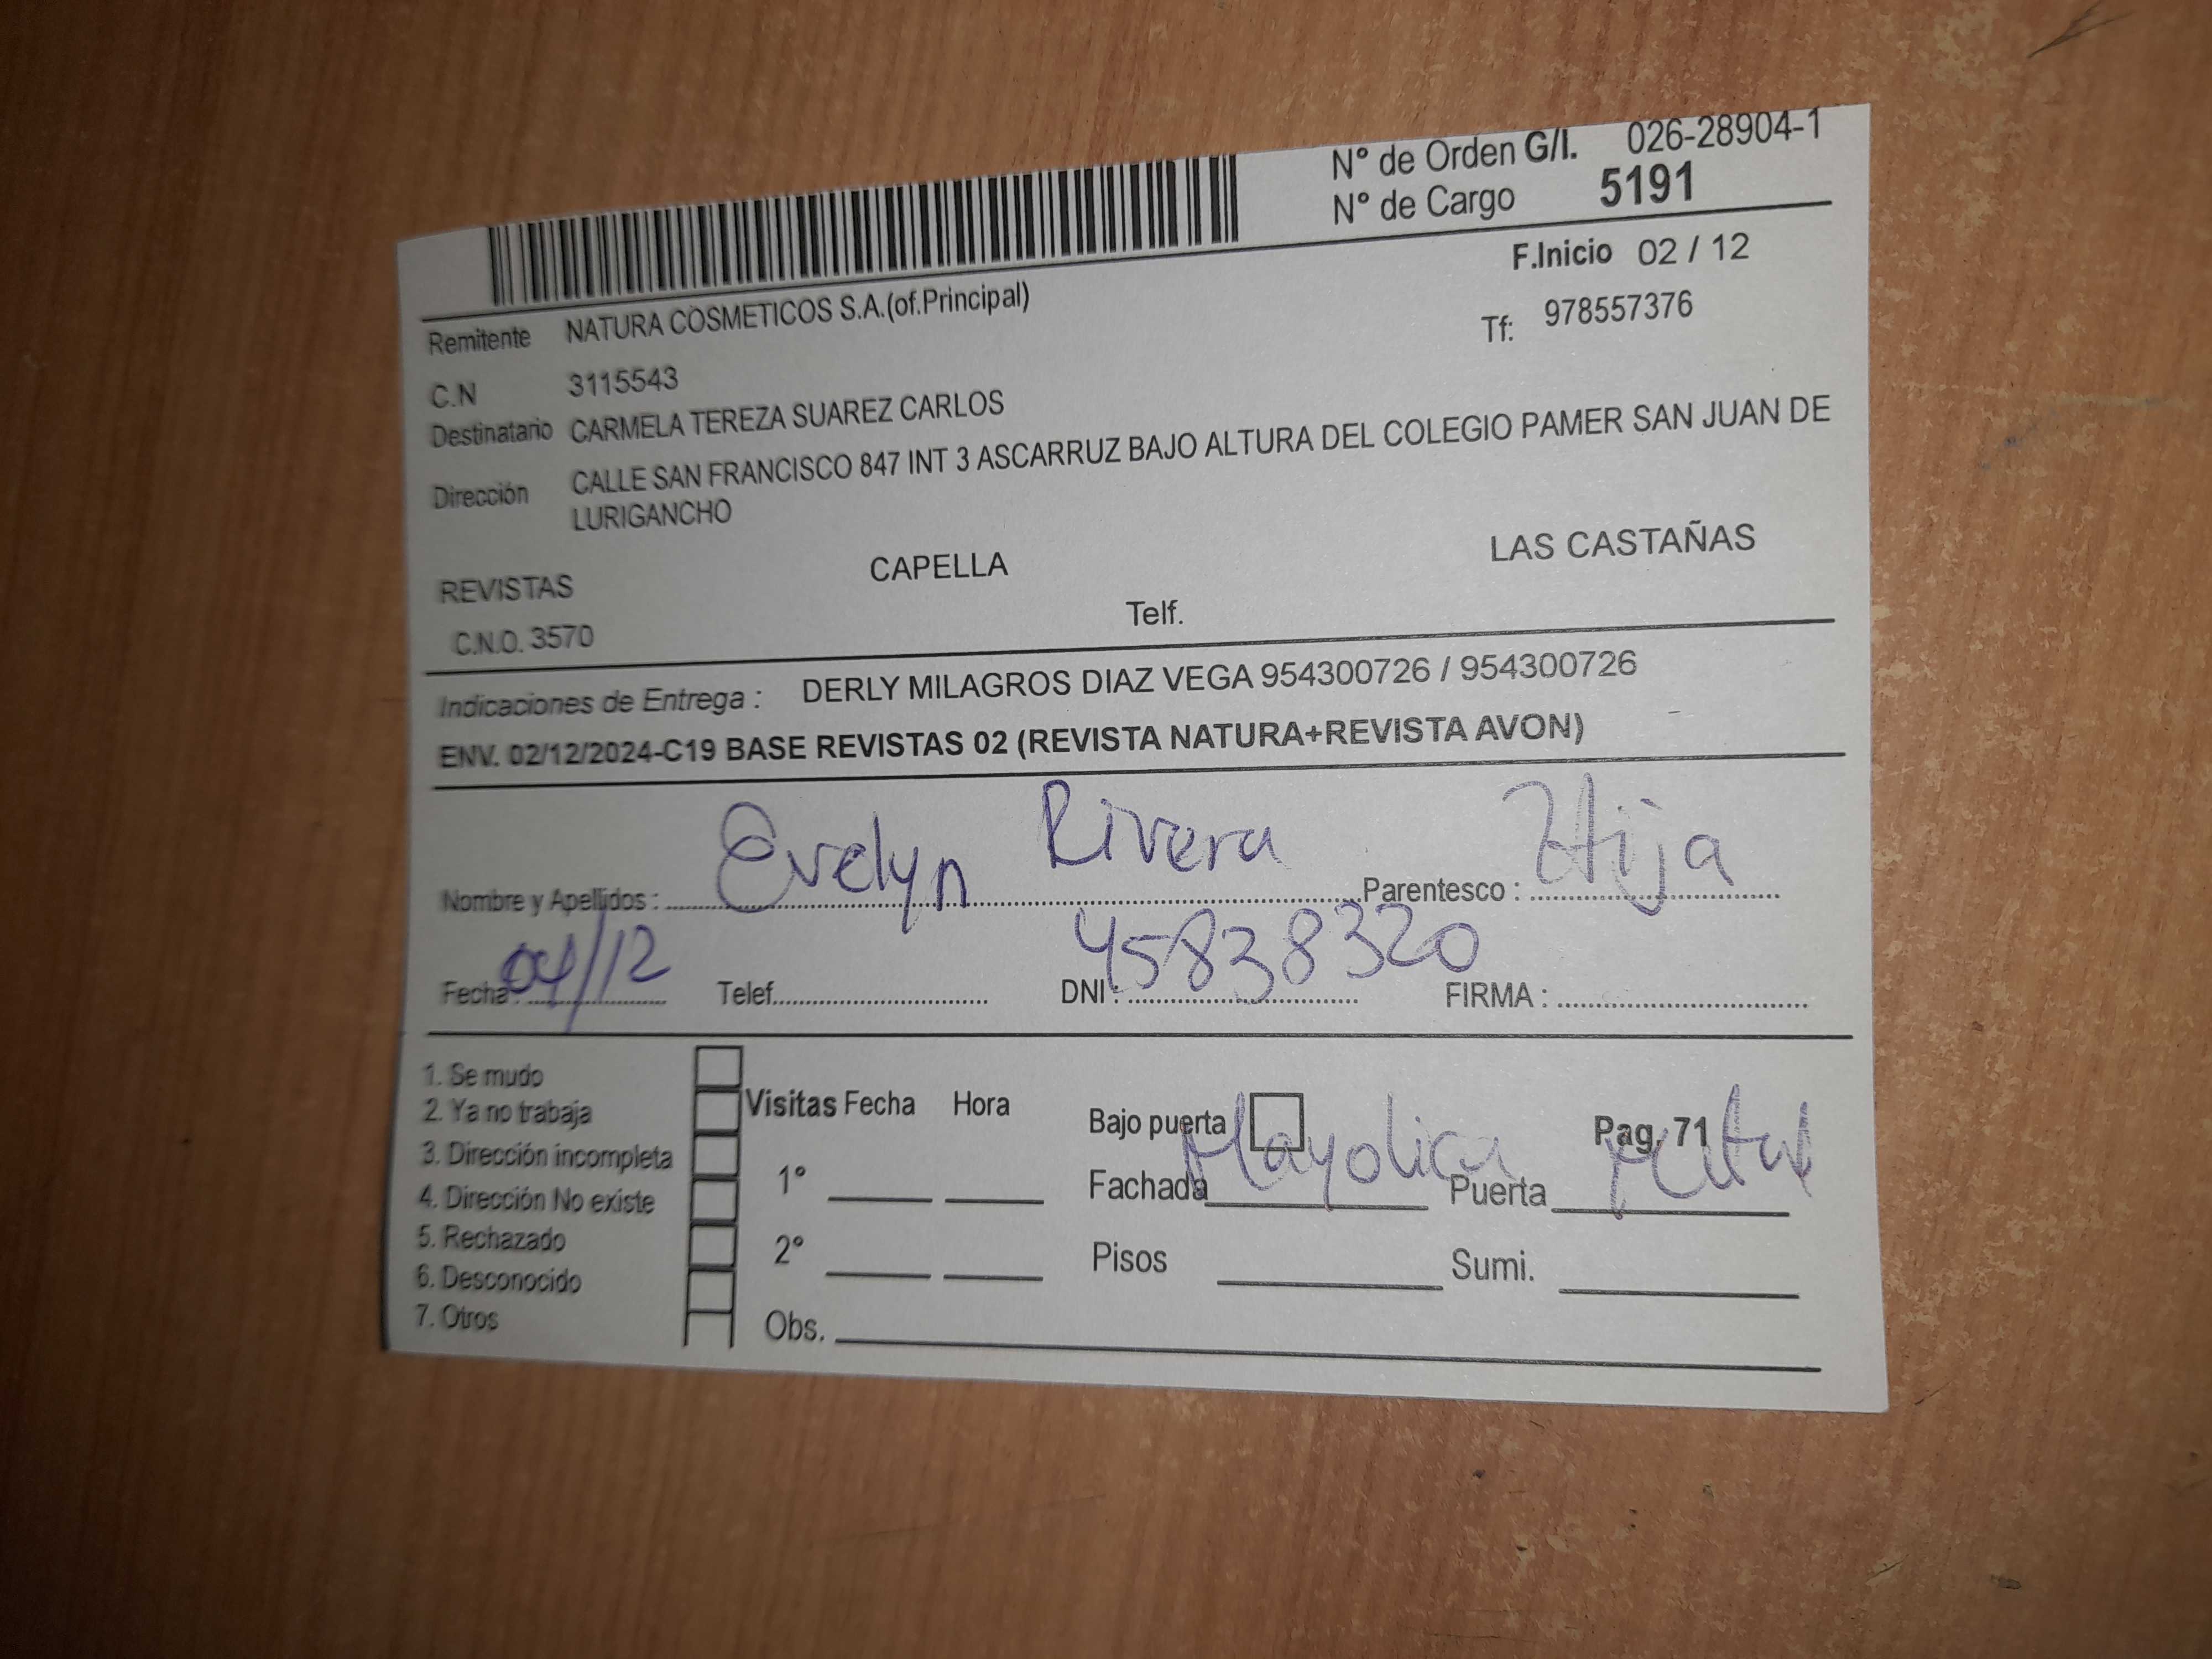 N° de Orden G/I. 026-28904-1
N° de Cargo 5191
F.Inicio 02 / 12
Remitente NATURA COSMETICOS S.A.(of.Principal)
Tf: 978557376
C.N 3115543
Destinatario CARMELA TEREZA SUAREZ CARLOS
Dirección CALLE SAN FRANCISCO 847 INT 3 ASCARRUZ BAJO ALTURA DEL COLEGIO PAMER SAN JUAN DE
LURIGANCHO
REVISTAS CAPELLA LAS CASTAÑAS
C.N.O. 3570 Telf.
Indicaciones de Entrega : DERLY MILAGROS DIAZ VEGA 954300726 / 954300726
ENV. 02/12/2024-C19 BASE REVISTAS 02 (REVISTA NATURA+REVISTA AVON)
Nombre y Apellidos : Evelyn Rivera Parentesco : Hija
Fecha : 04/12 Telef. DNI : 45838320 FIRMA :
1. Se mudo
2. Ya no trabaja
3. Dirección incompleta
4. Dirección No existe
5. Rechazado
6. Desconocido
7. Otros
Visitas Fecha Hora
1°
2°
Obs.
Bajo puerta Pag. 71
Fachada Mayolica Puerta
Pisos Sumi.